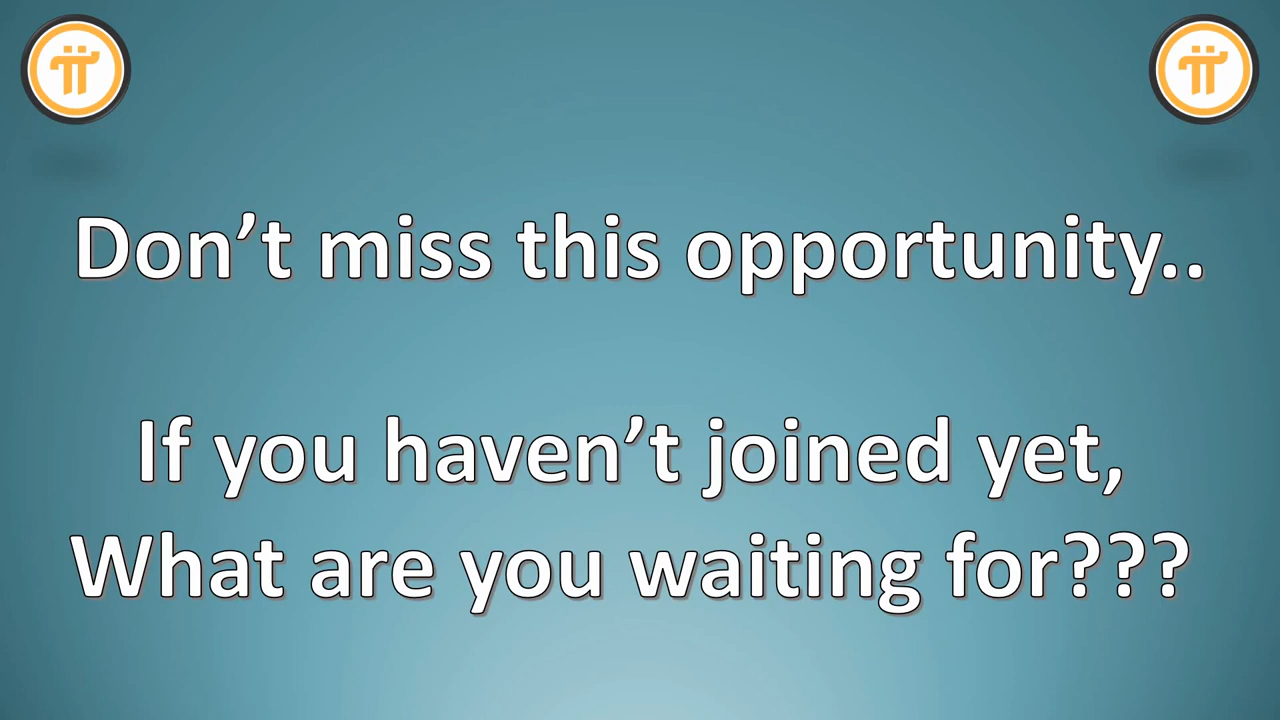 Don’t miss this opportunity..
If you haven’t joined yet,
What are you waiting for???